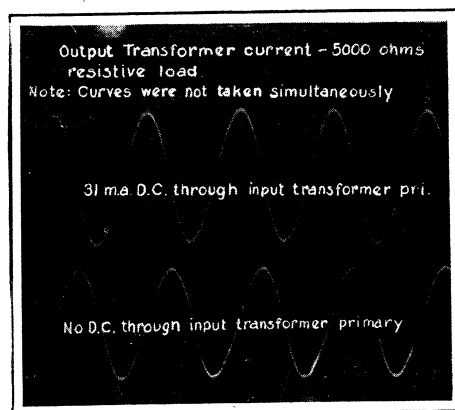 Output Transformer current - 5000 ohms
resistive load.
Note: Curves were not taken simultaneously
31 m.a. D.C. through input transformer pri.
No D.C. through input transformer primary